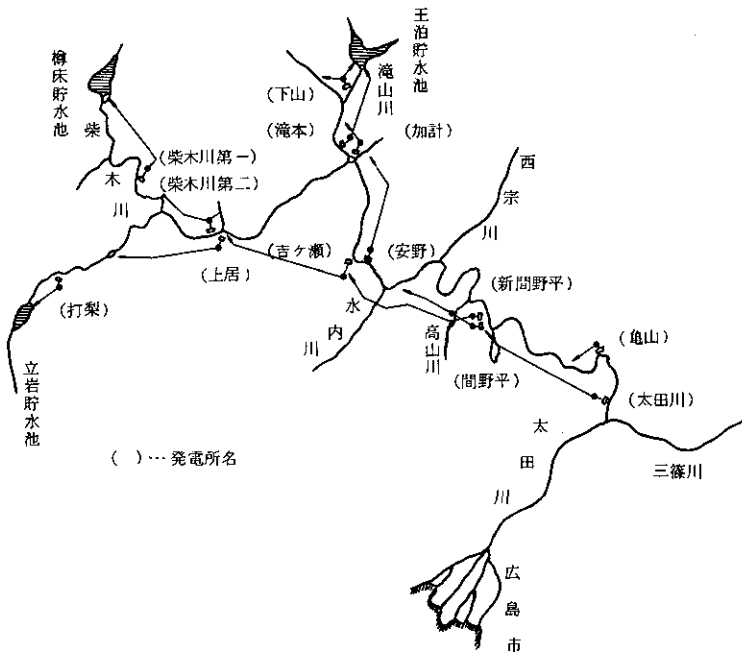 王泊貯水池
樽床貯水池
滝山川
(下山)
(滝本)
(加計)
柴木川
(柴木川第一)
(柴木川第二)
西宗川
(吉ケ瀬)
(安野)
(上居)
(新間野平)
(打梨)
水内川
高山川
(亀山)
(間野平)
(太田川)
立岩貯水池
太田川
( )…発電所名
三篠川
広島市